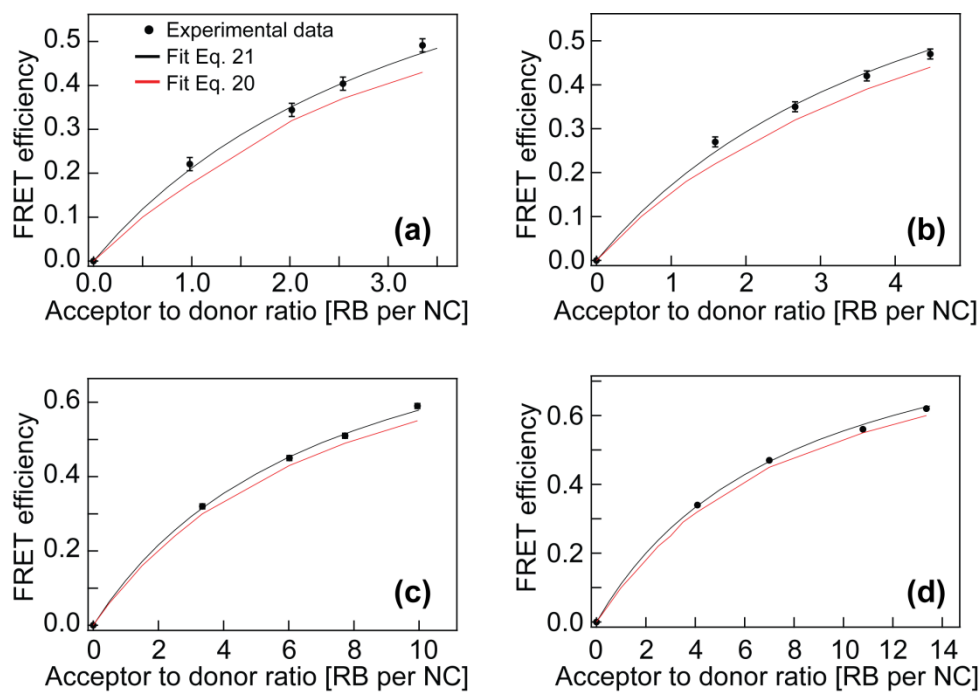 0.5
0.4
0.3
0.2
0.1
0.0
FRET efficiency
Experimental data
Fit Eq. 21
Fit Eq. 20
(a)
0.0 1.0 2.0 3.0
Acceptor to donor ratio [RB per NC]
0.5
0.4
0.3
0.2
0.1
0.0
FRET efficiency
(b)
0 1 2 3 4
Acceptor to donor ratio [RB per NC]
0.6
0.4
0.2
0.0
FRET efficiency
(c)
0 2 4 6 8 10
Acceptor to donor ratio [RB per NC]
0.6
0.4
0.2
0.0
FRET efficiency
(d)
0 2 4 6 8 10 12 14
Acceptor to donor ratio [RB per NC]